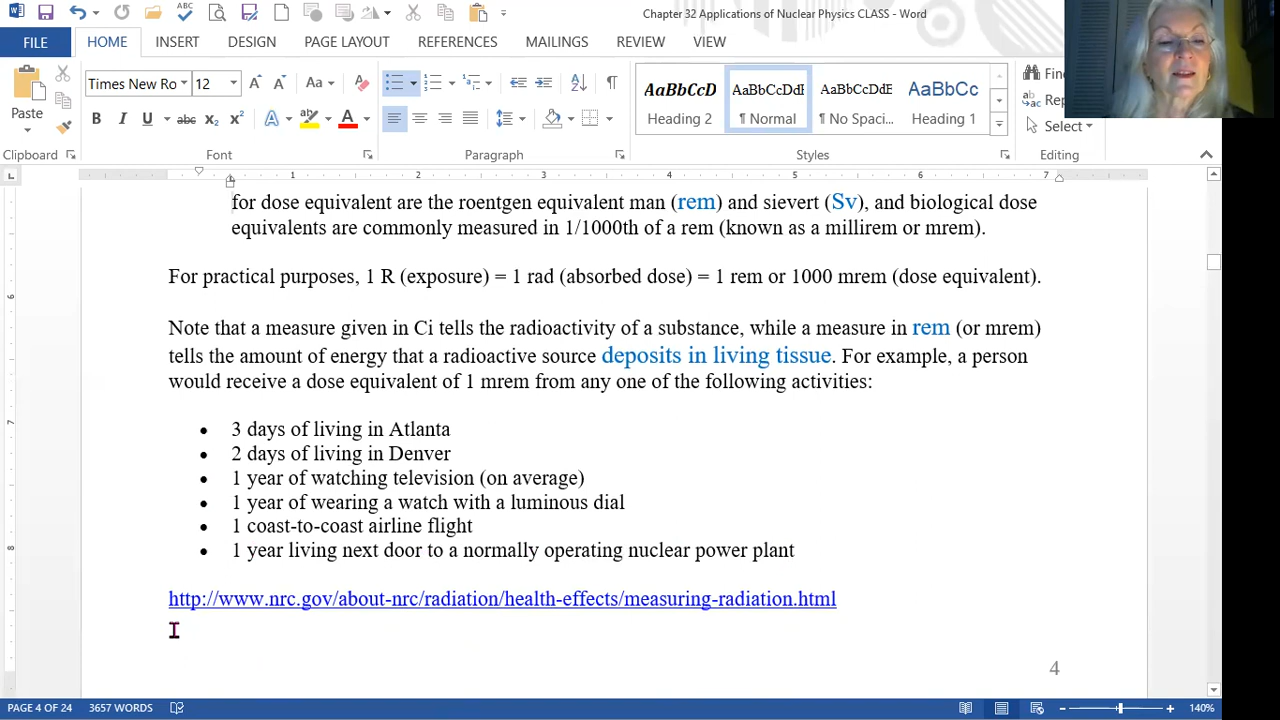 Chapter 32 Applications of Nuclear Physics CLASS - Word
FILE HOME INSERT DESIGN PAGE LAYOUT REFERENCES MAILINGS REVIEW VIEW
Paste
Times New Ro 12 Aa
AaBbCcD AaBbCcDdE AaBbCcDdE AaBbCc
Heading 2 ¶ Normal ¶ No Spaci... Heading 1
Select
Clipboard Font Paragraph Styles Editing
1 2 3 4 5 6 7
for dose equivalent are the roentgen equivalent man (rem) and sievert (Sv), and biological dose
equivalents are commonly measured in 1/1000th of a rem (known as a millirem or mrem).
For practical purposes, 1 R (exposure) = 1 rad (absorbed dose) = 1 rem or 1000 mrem (dose equivalent).
Note that a measure given in Ci tells the radioactivity of a substance, while a measure in rem (or mrem)
tells the amount of energy that a radioactive source deposits in living tissue. For example, a person
would receive a dose equivalent of 1 mrem from any one of the following activities:
• 3 days of living in Atlanta
• 2 days of living in Denver
• 1 year of watching television (on average)
• 1 year of wearing a watch with a luminous dial
• 1 coast-to-coast airline flight
• 1 year living next door to a normally operating nuclear power plant
http://www.nrc.gov/about-nrc/radiation/health-effects/measuring-radiation.html
4
PAGE 4 OF 24 3657 WORDS 140%